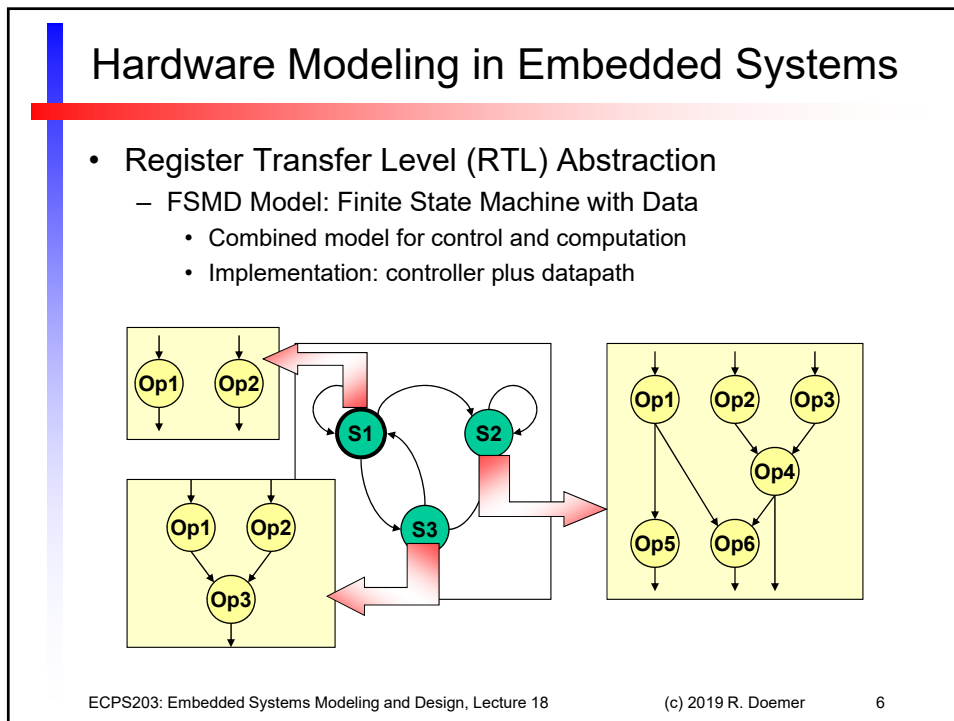 Hardware Modeling in Embedded Systems
• Register Transfer Level (RTL) Abstraction
– FSMD Model: Finite State Machine with Data
• Combined model for control and computation
• Implementation: controller plus datapath
Op1 Op2
S1 S2
S3
Op1 Op2
Op3
Op1 Op2 Op3
Op4
Op5 Op6
ECPS203: Embedded Systems Modeling and Design, Lecture 18 (c) 2019 R. Doemer 6